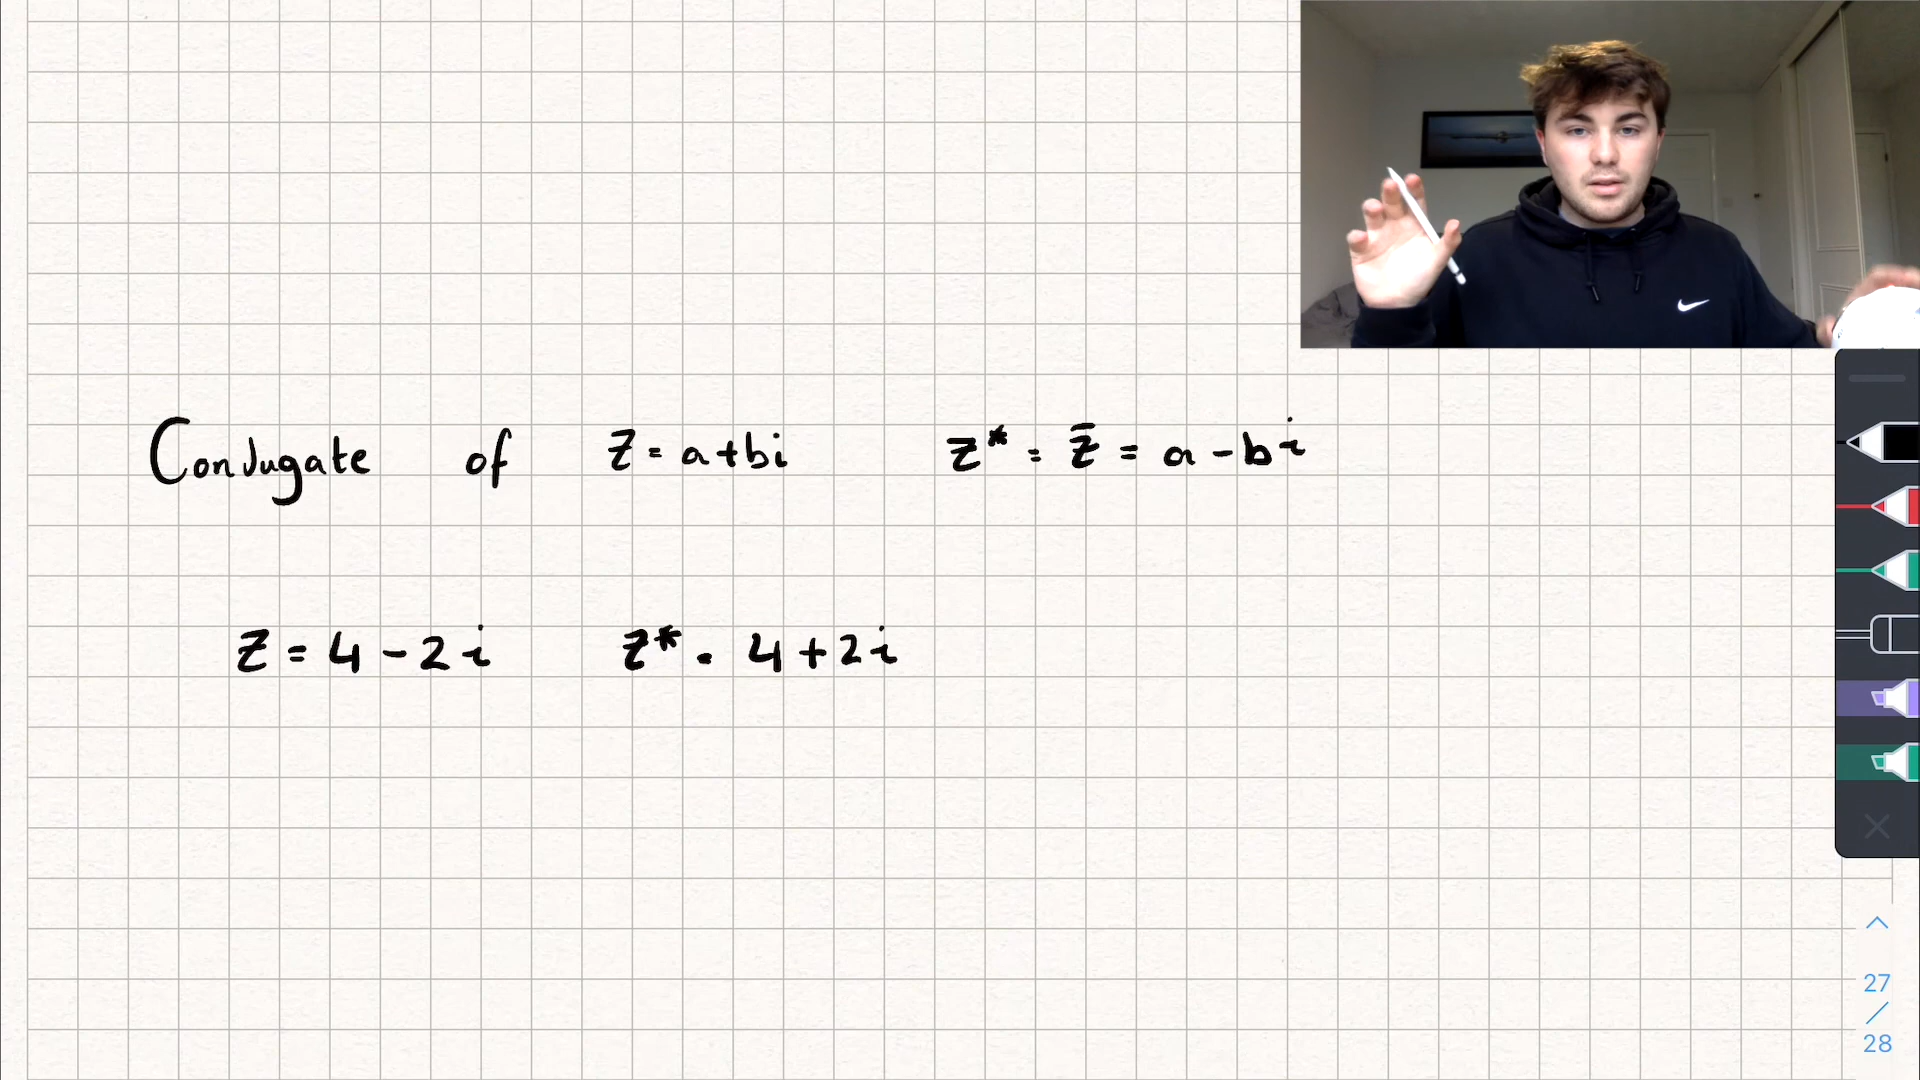 Conjugate of z = a+bi z* = z̄ = a - bi
z = 4 - 2i z* = 4 + 2i
27
/
28